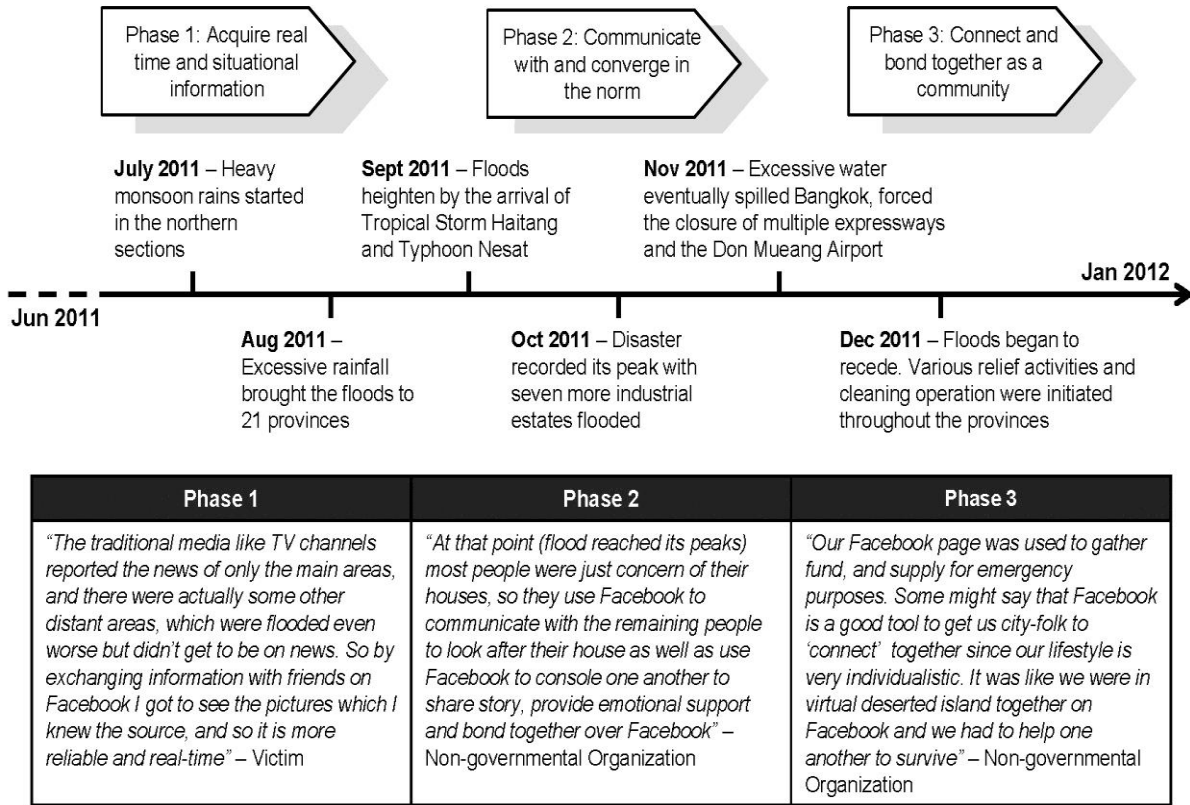 Phase 1: Acquire real
time and situational
information
Phase 2: Communicate
with and converge in
the norm
Phase 3: Connect and
bond together as a
community
July 2011 – Heavy
monsoon rains started
in the northern
sections
Sept 2011 – Floods
heighten by the arrival of
Tropical Storm Haitang
and Typhoon Nesat
Nov 2011 – Excessive water
eventually spilled Bangkok, forced
the closure of multiple expressways
and the Don Mueang Airport
Jan 2012
Jun 2011
Aug 2011 –
Excessive rainfall
brought the floods to
21 provinces
Oct 2011 – Disaster
recorded its peak with
seven more industrial
estates flooded
Dec 2011 – Floods began to
recede. Various relief activities and
cleaning operation were initiated
throughout the provinces
Phase 1
“The traditional media like TV channels
reported the news of only the main areas,
and there were actually some other
distant areas, which were flooded even
worse but didn’t get to be on news. So by
exchanging information with friends on
Facebook I got to see the pictures which I
knew the source, and so it is more
reliable and real-time” – Victim
Phase 2
“At that point (flood reached its peaks)
most people were just concern of their
houses, so they use Facebook to
communicate with the remaining people
to look after their house as well as use
Facebook to console one another to
share story, provide emotional support
and bond together over Facebook” –
Non-governmental Organization
Phase 3
“Our Facebook page was used to gather
fund, and supply for emergency
purposes. Some might say that Facebook
is a good tool to get us city-folk to
‘connect’ together since our lifestyle is
very individualistic. It was like we were in
virtual deserted island together on
Facebook and we had to help one
another to survive” – Non-governmental
Organization